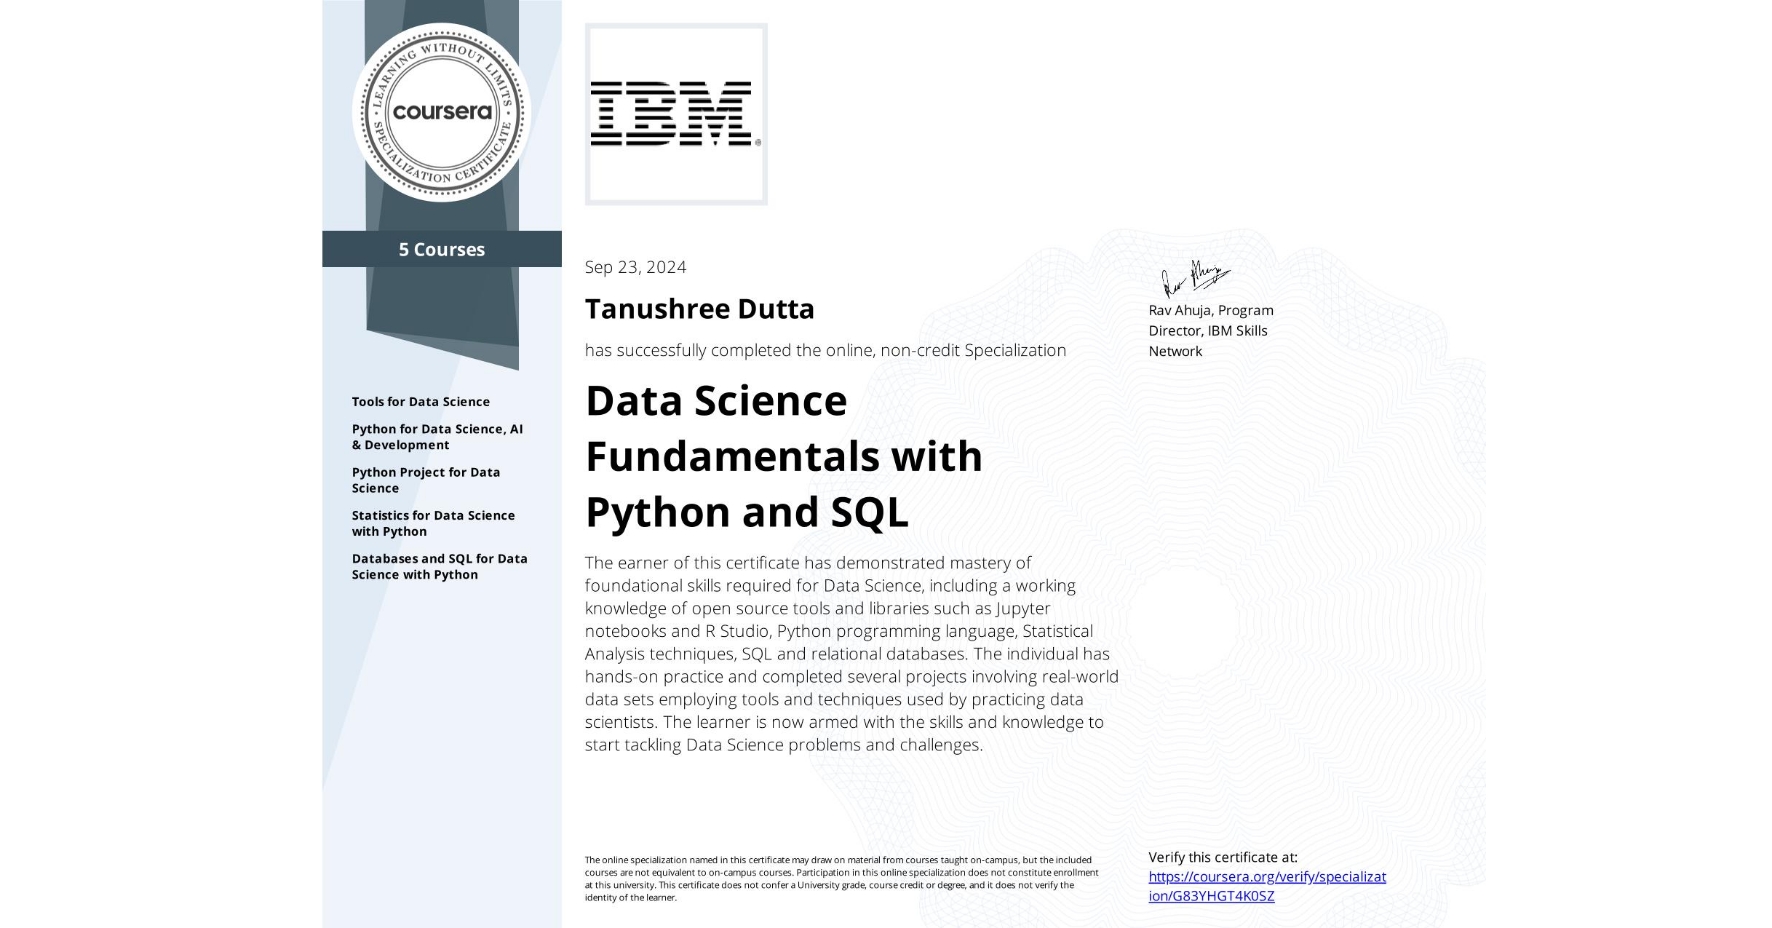 LEARNING WITHOUT LIMITS
coursera
SPECIALIZATION CERTIFICATE
5 Courses
Tools for Data Science
Python for Data Science, AI
& Development
Python Project for Data
Science
Statistics for Data Science
with Python
Databases and SQL for Data
Science with Python
IBM®
Sep 23, 2024
Tanushree Dutta
has successfully completed the online, non-credit Specialization
Data Science
Fundamentals with
Python and SQL
The earner of this certificate has demonstrated mastery of
foundational skills required for Data Science, including a working
knowledge of open source tools and libraries such as Jupyter
notebooks and R Studio, Python programming language, Statistical
Analysis techniques, SQL and relational databases. The individual has
hands-on practice and completed several projects involving real-world
data sets employing tools and techniques used by practicing data
scientists. The learner is now armed with the skills and knowledge to
start tackling Data Science problems and challenges.
Rav Ahuja
Rav Ahuja, Program
Director, IBM Skills
Network
The online specialization named in this certificate may draw on material from courses taught on-campus, but the included
courses are not equivalent to on-campus courses. Participation in this online specialization does not constitute enrollment
at this university. This certificate does not confer a University grade, course credit or degree, and it does not verify the
identity of the learner.
Verify this certificate at:
https://coursera.org/verify/specializat
ion/G83YHGT4K0SZ